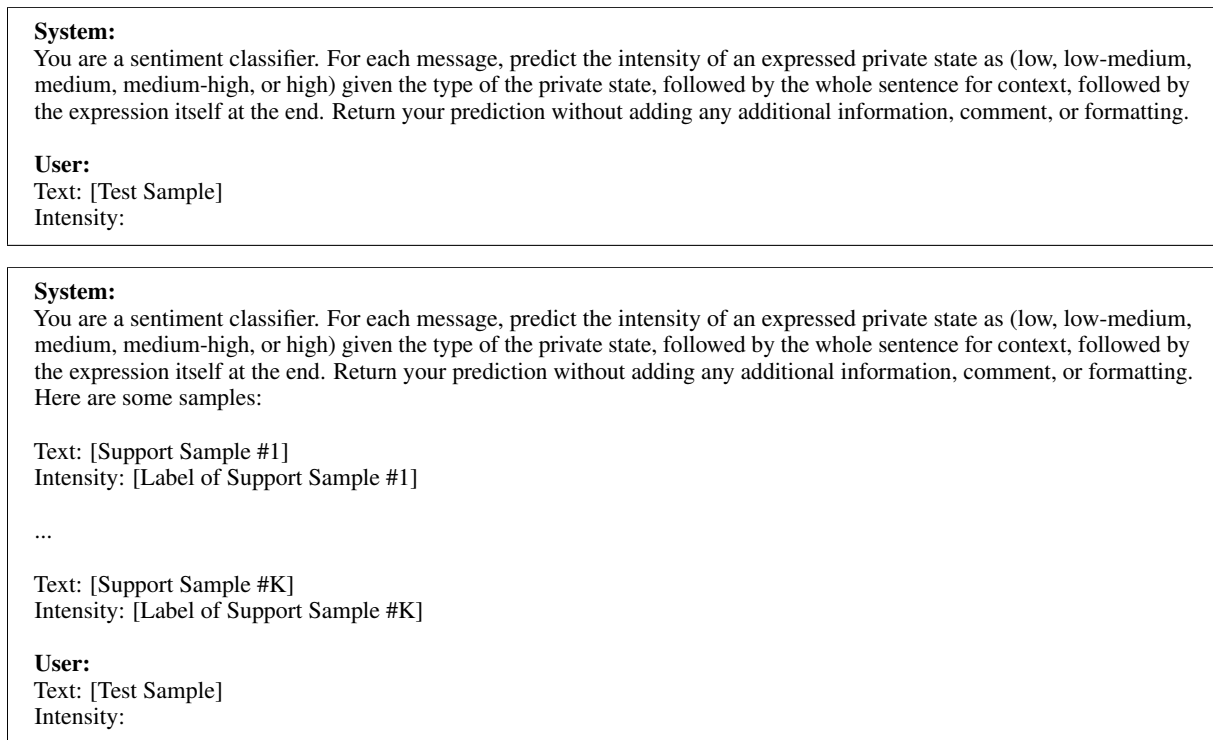 System:
You are a sentiment classifier. For each message, predict the intensity of an expressed private state as (low, low-medium,
medium, medium-high, or high) given the type of the private state, followed by the whole sentence for context, followed by
the expression itself at the end. Return your prediction without adding any additional information, comment, or formatting.
User:
Text: [Test Sample]
Intensity:
System:
You are a sentiment classifier. For each message, predict the intensity of an expressed private state as (low, low-medium,
medium, medium-high, or high) given the type of the private state, followed by the whole sentence for context, followed by
the expression itself at the end. Return your prediction without adding any additional information, comment, or formatting.
Here are some samples:
Text: [Support Sample #1]
Intensity: [Label of Support Sample #1]
...
Text: [Support Sample #K]
Intensity: [Label of Support Sample #K]
User:
Text: [Test Sample]
Intensity: